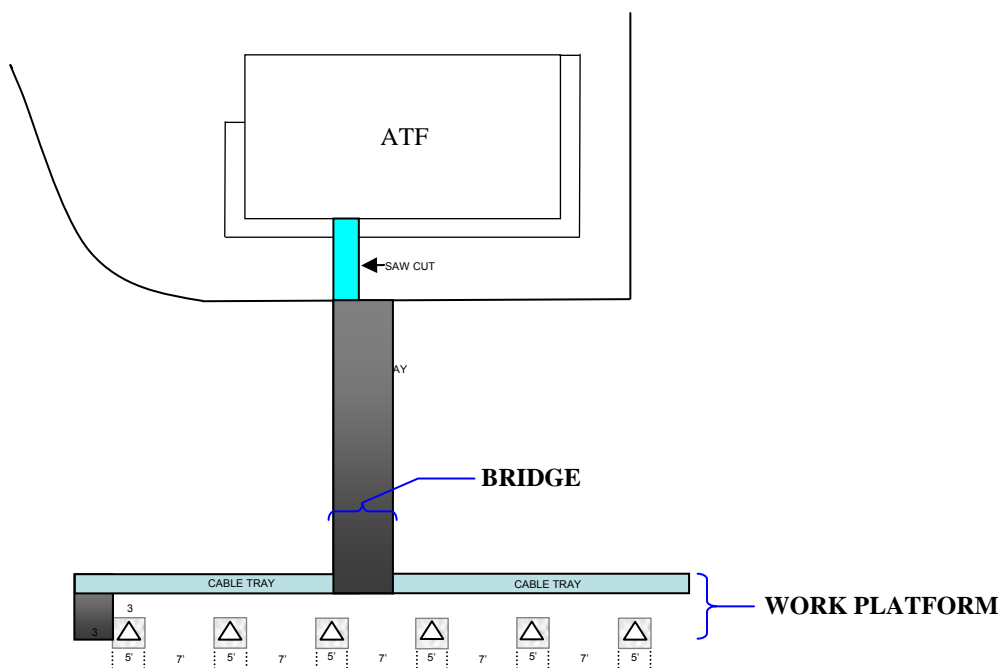 ATF
SAW CUT
AY
BRIDGE
CABLE TRAY CABLE TRAY
WORK PLATFORM
3
3
5’ 7’ 5’ 7’ 5’ 7’ 5’ 7’ 5’ 7’ 5’